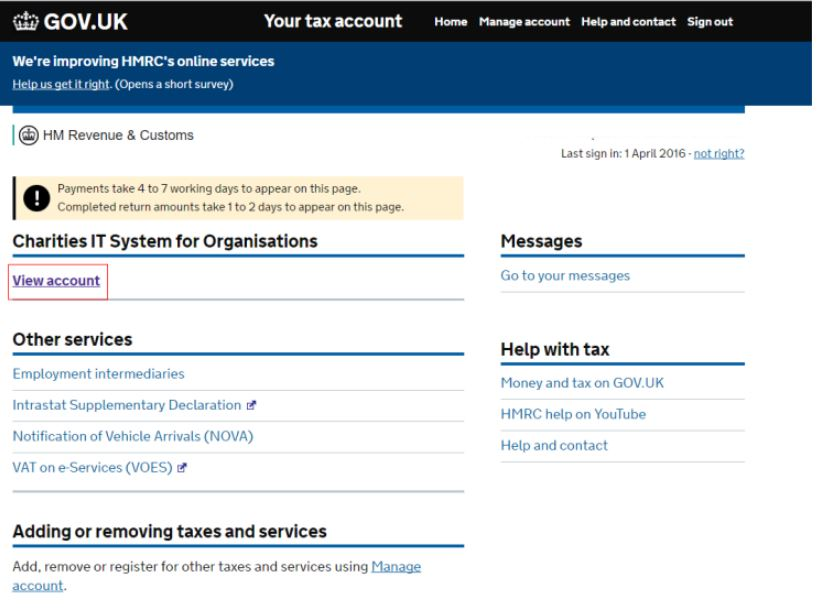 GOV.UK
Your tax account
Home Manage account Help and contact Sign out
We're improving HMRC's online services
Help us get it right. (Opens a short survey)
HM Revenue & Customs
Last sign in: 1 April 2016 - not right?
Payments take 4 to 7 working days to appear on this page.
Completed return amounts take 1 to 2 days to appear on this page.
Charities IT System for Organisations
View account
Other services
Employment intermediaries
Intrastat Supplementary Declaration
Notification of Vehicle Arrivals (NOVA)
VAT on e-Services (VOES)
Adding or removing taxes and services
Add, remove or register for other taxes and services using Manage
account.
Messages
Go to your messages
Help with tax
Money and tax on GOV.UK
HMRC help on YouTube
Help and contact